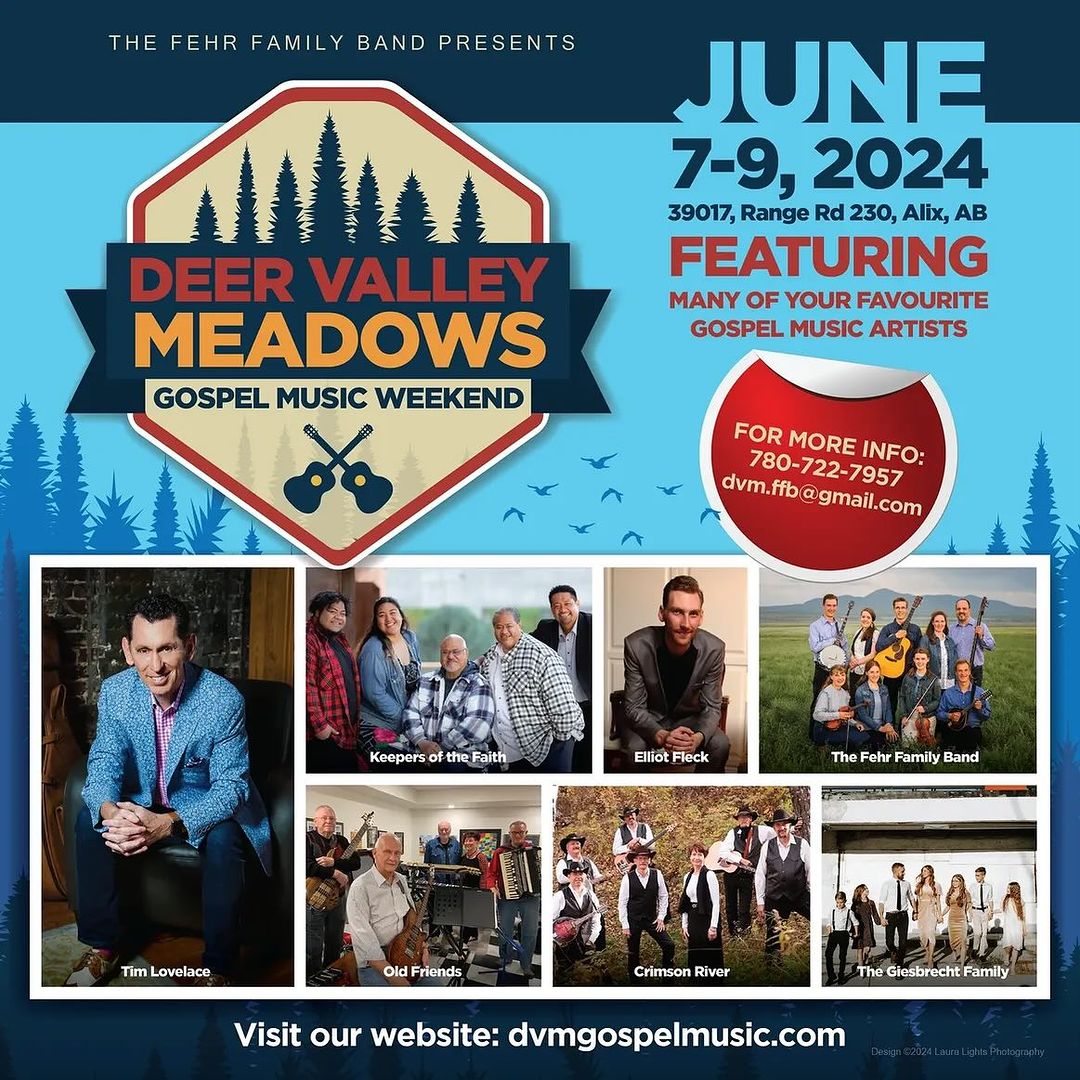 THE FEHR FAMILY BAND PRESENTS
DEER VALLEY
MEADOWS
GOSPEL MUSIC WEEKEND
JUNE
7-9, 2024
39017, Range Rd 230, Alix, AB
FEATURING
MANY OF YOUR FAVOURITE
GOSPEL MUSIC ARTISTS
FOR MORE INFO:
780-722-7957
dvm.ffb@gmail.com
Tim Lovelace
Keepers of the Faith
Elliot Fleck
The Fehr Family Band
Old Friends
Crimson River
The Giesbrecht Family
Visit our website: dvmgospelmusic.com
Design ©2024 Laura Lights Photography